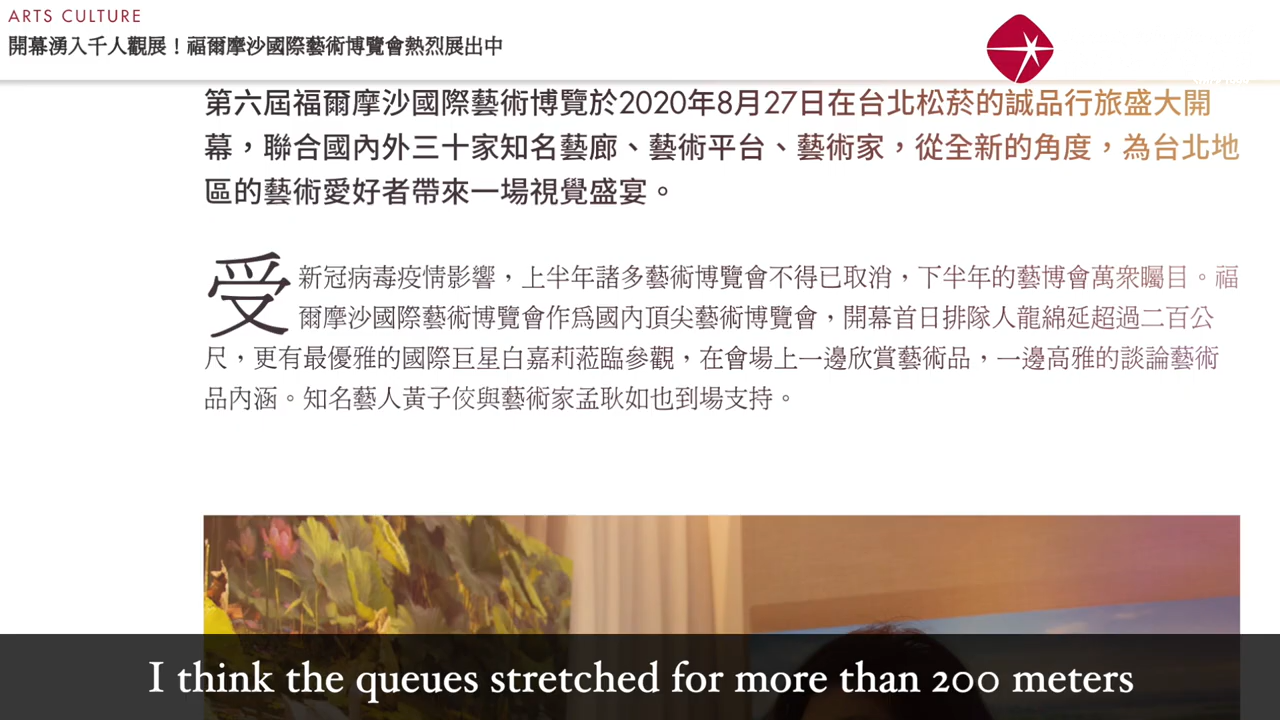 ARTS CULTURE
開幕湧入千人觀展！福爾摩沙國際藝術博覽會熱烈展出中
第六屆福爾摩沙國際藝術博覽於2020年8月27日在台北松菸的誠品行旅盛大開
幕，聯合國內外三十家知名藝廊、藝術平台、藝術家，從全新的角度，為台北地
區的藝術愛好者帶來一場視覺盛宴。
受新冠病毒疫情影響，上半年諸多藝術博覽會不得已取消，下半年的藝博會萬衆矚目。福
爾摩沙國際藝術博覽會作爲國內頂尖藝術博覽會，開幕首日排隊人龍綿延超過二百公
尺，更有最優雅的國際巨星白嘉莉蒞臨參觀，在會場上一邊欣賞藝術品，一邊高雅的談論藝術
品內涵。知名藝人黃子佼與藝術家孟耿如也到場支持。
I think the queues stretched for more than 200 meters